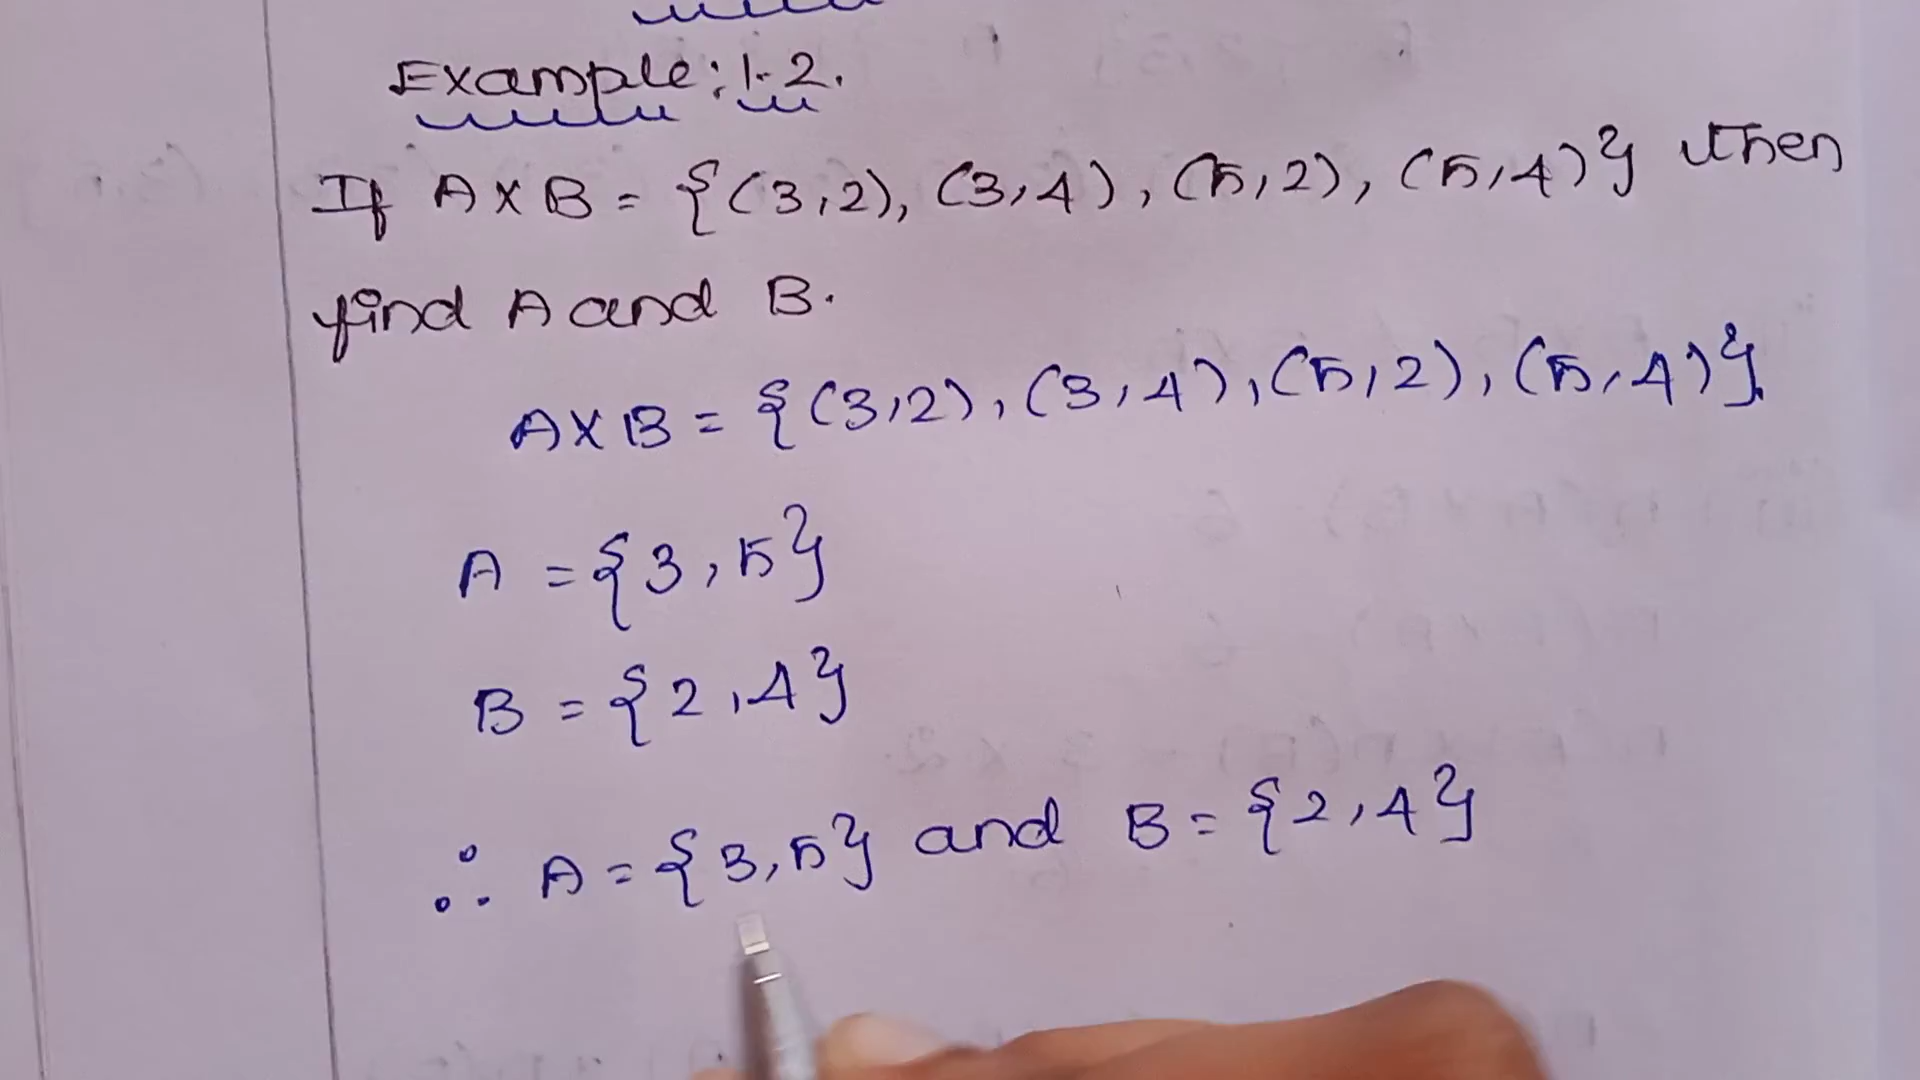 Example: 1.2.
If A × B = {(3,2), (3,4), (5,2), (5,4)} then
find A and B.
A × B = {(3,2), (3,4), (5,2), (5,4)}.
A = {3, 5}
B = {2, 4}
∴ A = {3, 5} and B = {2, 4}